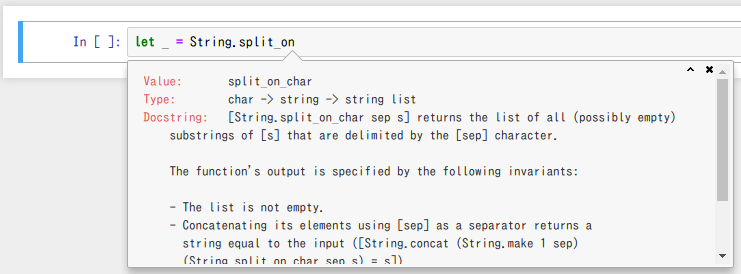 In [ ]: let _ = String.split_on
Value: split_on_char
Type: char -> string -> string list
Docstring: [String.split_on_char sep s] returns the list of all (possibly empty)
substrings of [s] that are delimited by the [sep] character.
The function's output is specified by the following invariants:
- The list is not empty.
- Concatenating its elements using [sep] as a separator returns a
string equal to the input ([String.concat (String.make 1 sep)
(String.split_on_char sep s) = s])